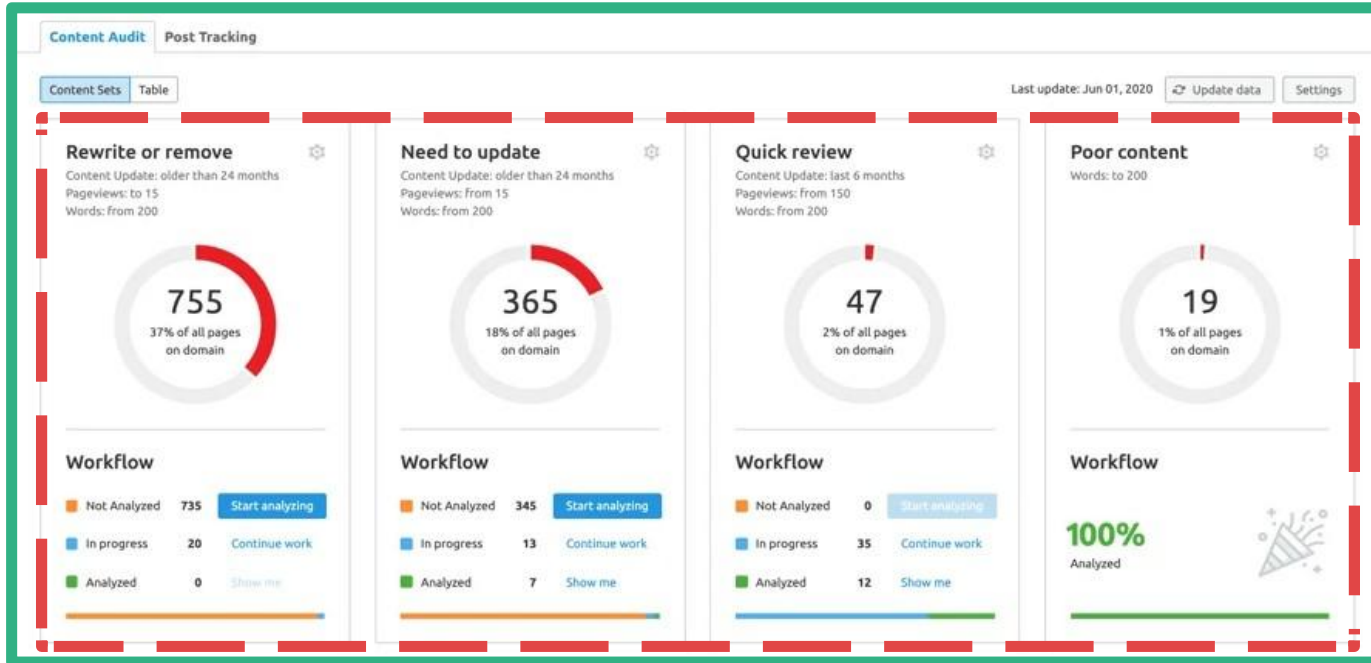 Content Audit Post Tracking
Content Sets Table
Last update: Jun 01, 2020 Update data Settings
Rewrite or remove
Content Update: older than 24 months
Pageviews: to 15
Words: from 200
755
37% of all pages
on domain
Workflow
Not Analyzed 735 Start analyzing
In progress 20 Continue work
Analyzed 0 Show me
Need to update
Content Update: older than 24 months
Pageviews: from 15
Words: from 200
365
18% of all pages
on domain
Workflow
Not Analyzed 345 Start analyzing
In progress 13 Continue work
Analyzed 7 Show me
Quick review
Content Update: last 6 months
Pageviews: from 150
Words: from 200
47
2% of all pages
on domain
Workflow
Not Analyzed 0 Start analyzing
In progress 35 Continue work
Analyzed 12 Show me
Poor content
Words: to 200
19
1% of all pages
on domain
Workflow
100%
Analyzed